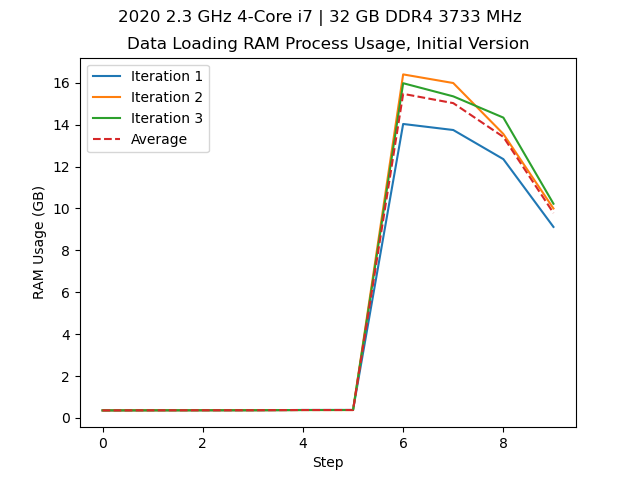 2020 2.3 GHz 4-Core i7 | 32 GB DDR4 3733 MHz
Data Loading RAM Process Usage, Initial Version
Iteration 1
Iteration 2
Iteration 3
Average
RAM Usage (GB)
16
14
12
10
8
6
4
2
0
0 2 4 6 8
Step